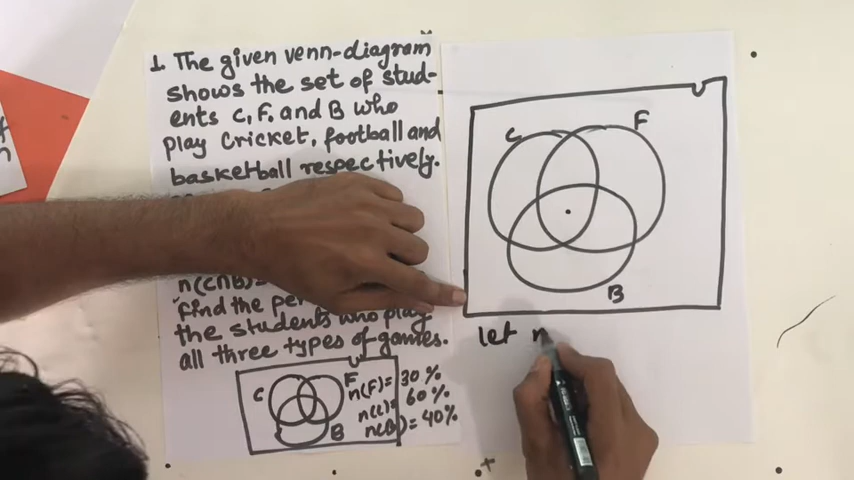 1. The given venn-diagram
shows the set of stud-
ents C, F. and B who
play Cricket, football and
basketball respectively.
n(C∩B)=
find the
the students who play
all three types of games.
U
C
F
B
n(F)= 30%
n(C)= 60%
n(B)= 40%
U
C
F
B
let n